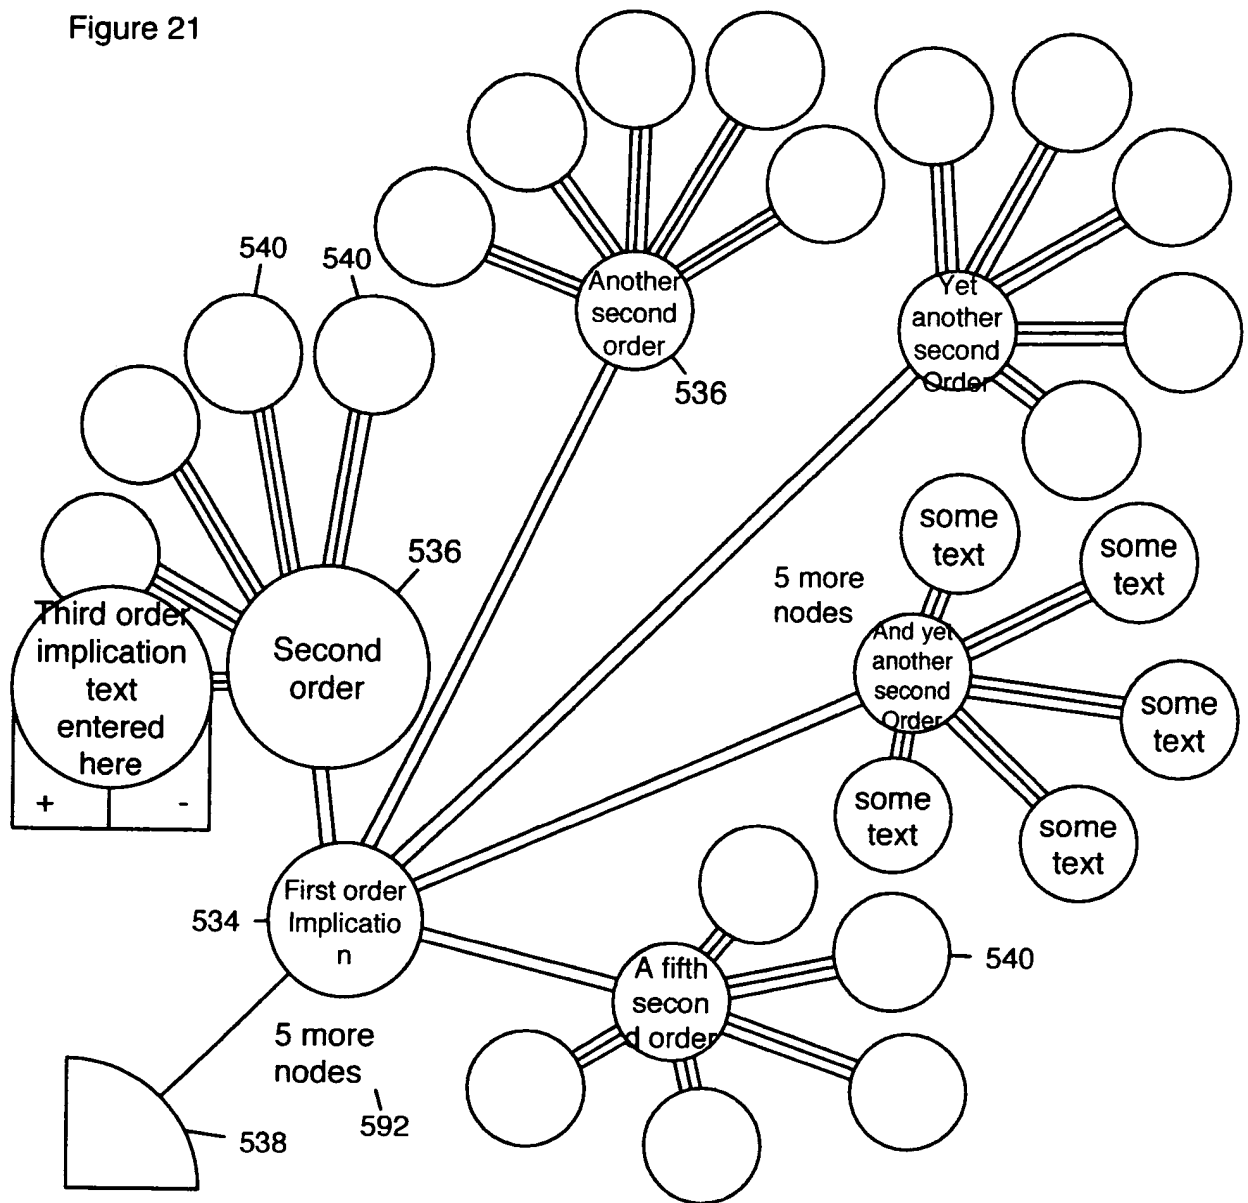 Figure 21
540
540
Another
second
order
536
Yet
another
second
Order
536
Second
order
Third order
implication
text
entered
here
+ -
5 more
nodes
some
text
some
text
And yet
another
second
Order
some
text
some
text
some
text
534
First order
Implicatio
n
A fifth
secon
d order
540
5 more
nodes
592
538